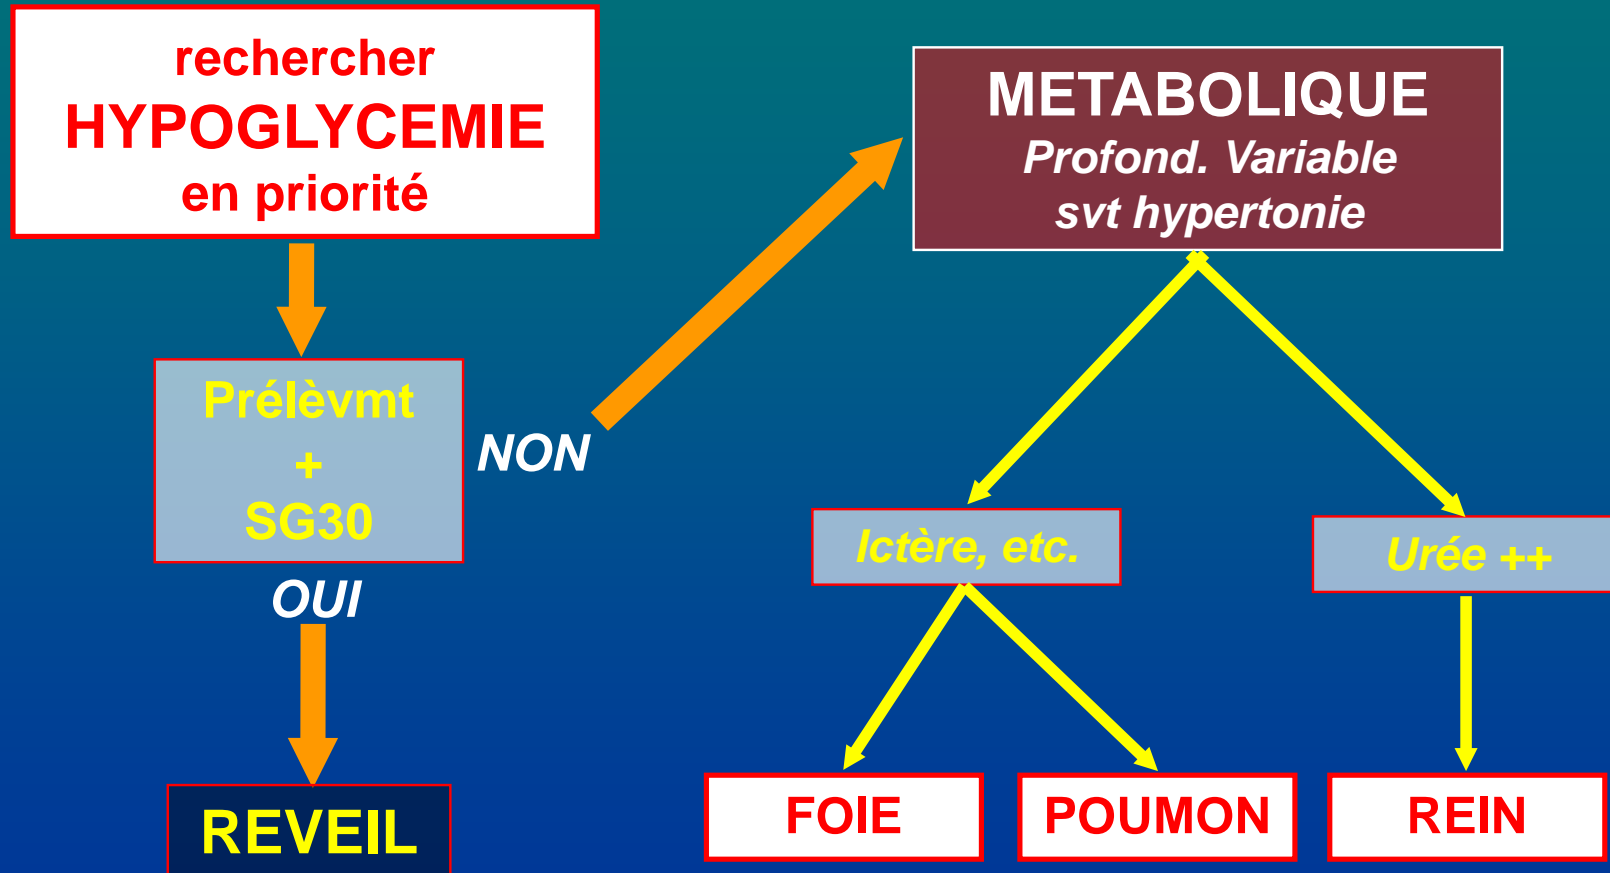 rechercher
HYPOGLYCEMIE
en priorité
Prélèvmt
+
SG30
NON
OUI
REVEIL
METABOLIQUE
Profond. Variable
svt hypertonie
Ictère, etc.
Urée ++
FOIE
POUMON
REIN